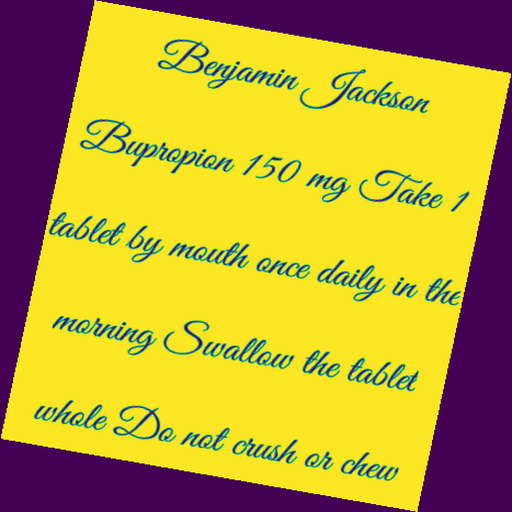 Benjamin Jackson
Bupropion 150 mg Take 1
tablet by mouth once daily in the
morning Swallow the tablet
whole Do not crush or chew